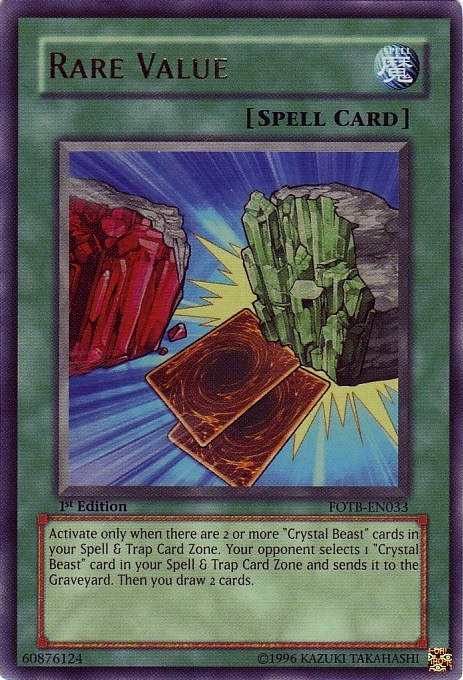 RARE VALUE
SPELL
魔
[SPELL CARD]
1st Edition
FOTB-EN033
Activate only when there are 2 or more "Crystal Beast" cards in
your Spell & Trap Card Zone. Your opponent selects 1 "Crystal
Beast" card in your Spell & Trap Card Zone and sends it to the
Graveyard. Then you draw 2 cards.
60876124
©1996 KAZUKI TAKAHASHI